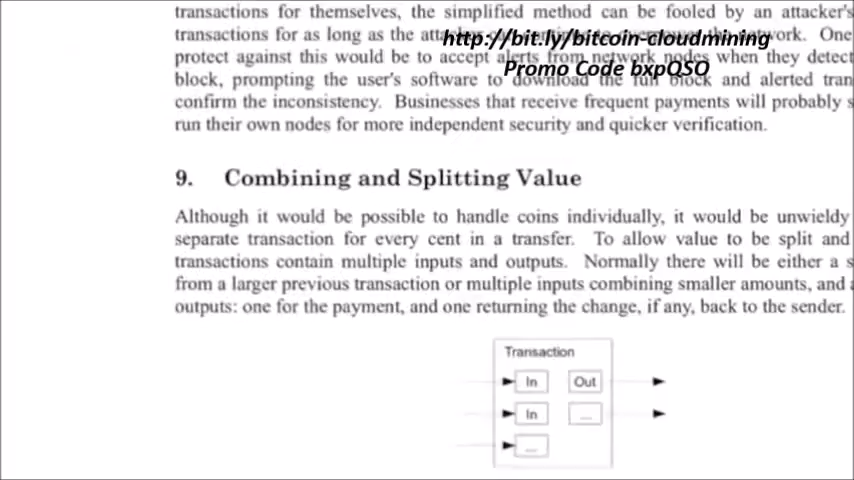 transactions for themselves, the simplified method can be fooled by an attacker's
transactions for as long as the network. One
http://bit.ly/bitcoin-cloudmining
protect against this would be to accept alerts from network nodes when they detect
Promo Code bxpQSO
block, prompting the user's software to download the full block and alerted tran
confirm the inconsistency. Businesses that receive frequent payments will probably s
run their own nodes for more independent security and quicker verification.
9. Combining and Splitting Value
Although it would be possible to handle coins individually, it would be unwieldy
separate transaction for every cent in a transfer. To allow value to be split and
transactions contain multiple inputs and outputs. Normally there will be either a s
from a larger previous transaction or multiple inputs combining smaller amounts, and
outputs: one for the payment, and one returning the change, if any, back to the sender.
Transaction
In Out
In ...
...